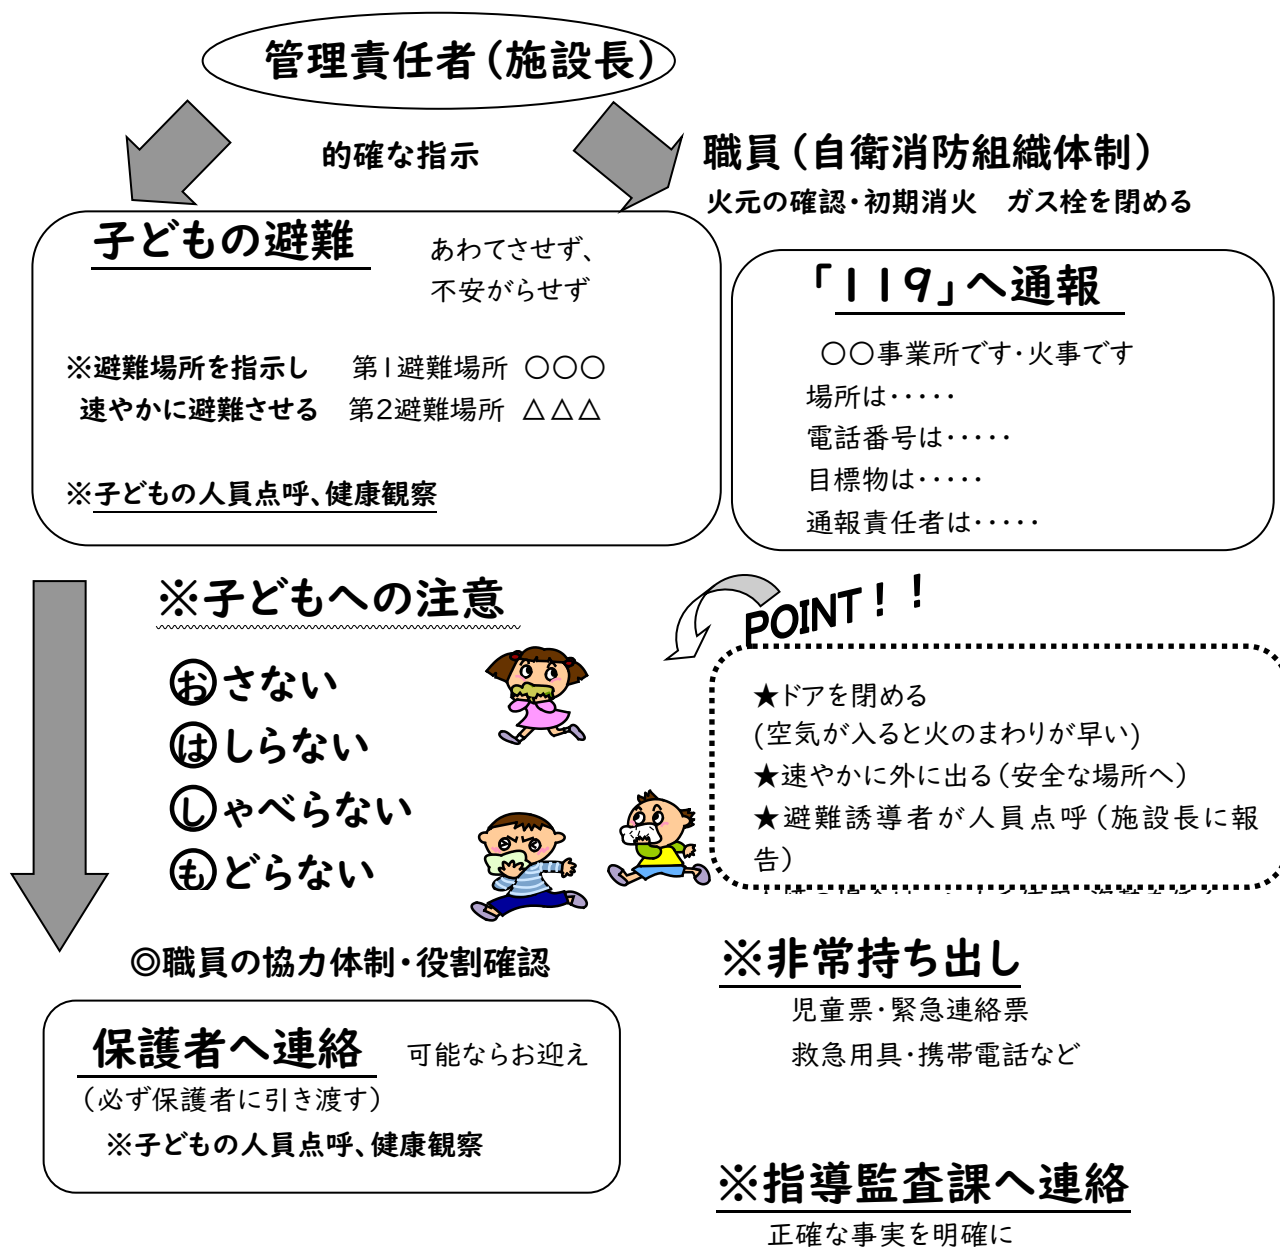 管理責任者(施設長)
的確な指示
職員(自衛消防組織体制)
火元の確認・初期消火　ガス栓を閉める
子どもの避難　あわてさせず、
不安がらせず
※避難場所を指示し　第1避難場所　○○○
速やかに避難させる　第2避難場所　△△△
※子どもの人員点呼、健康観察
「119」へ通報
○○事業所です・火事です
場所は・・・・・
電話番号は・・・・・
目標物は・・・・・
通報責任者は・・・・・
※子どもへの注意
おさない
はしらない
しゃべらない
もどらない
POINT!!
★ドアを閉める
(空気が入ると火のまわりが早い)
★速やかに外に出る(安全な場所へ)
★避難誘導者が人員点呼(施設長に報
告)
◎職員の協力体制・役割確認
保護者へ連絡　可能ならお迎え
(必ず保護者に引き渡す)
※子どもの人員点呼、健康観察
※非常持ち出し
児童票・緊急連絡票
救急用具・携帯電話など
※指導監査課へ連絡
正確な事実を明確に